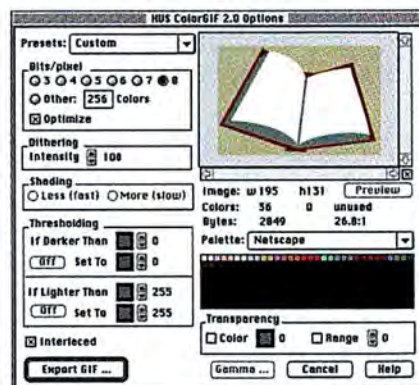 HVS ColorGIF 2.0 Options
Presets: Custom
Bits/pixel
3 4 5 6 7 8
Other: 256 Colors
Optimize
Dithering
Intensity 100
Shading
Less (fast) More (slow)
Thresholding
If Darker Than 0
Off Set To 0
If Lighter Than 255
Off Set To 255
Interlaced
Export GIF ...
Image: w 195 h131 Preview
Colors: 36 0 unused
Bytes: 2849 26.8:1
Palette: Netscape
Transparency
Color 0 Range 0
Gamma ... Cancel Help